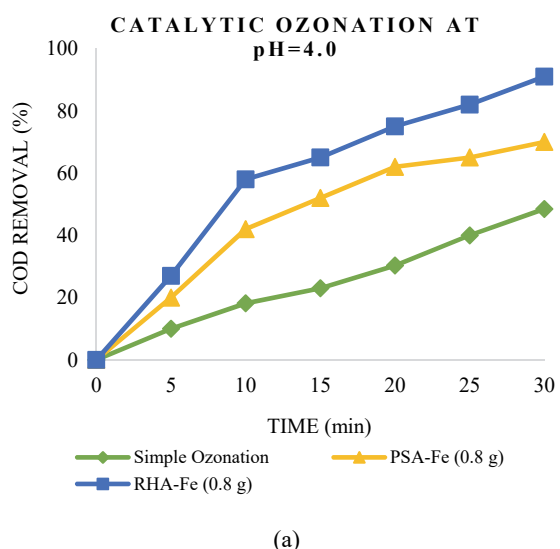 CATALYTIC OZONATION AT
pH=4.0
100
80
60
40
20
0
COD REMOVAL (%)
0 5 10 15 20 25 30
TIME (min)
Simple Ozonation PSA-Fe (0.8 g)
RHA-Fe (0.8 g)
(a)